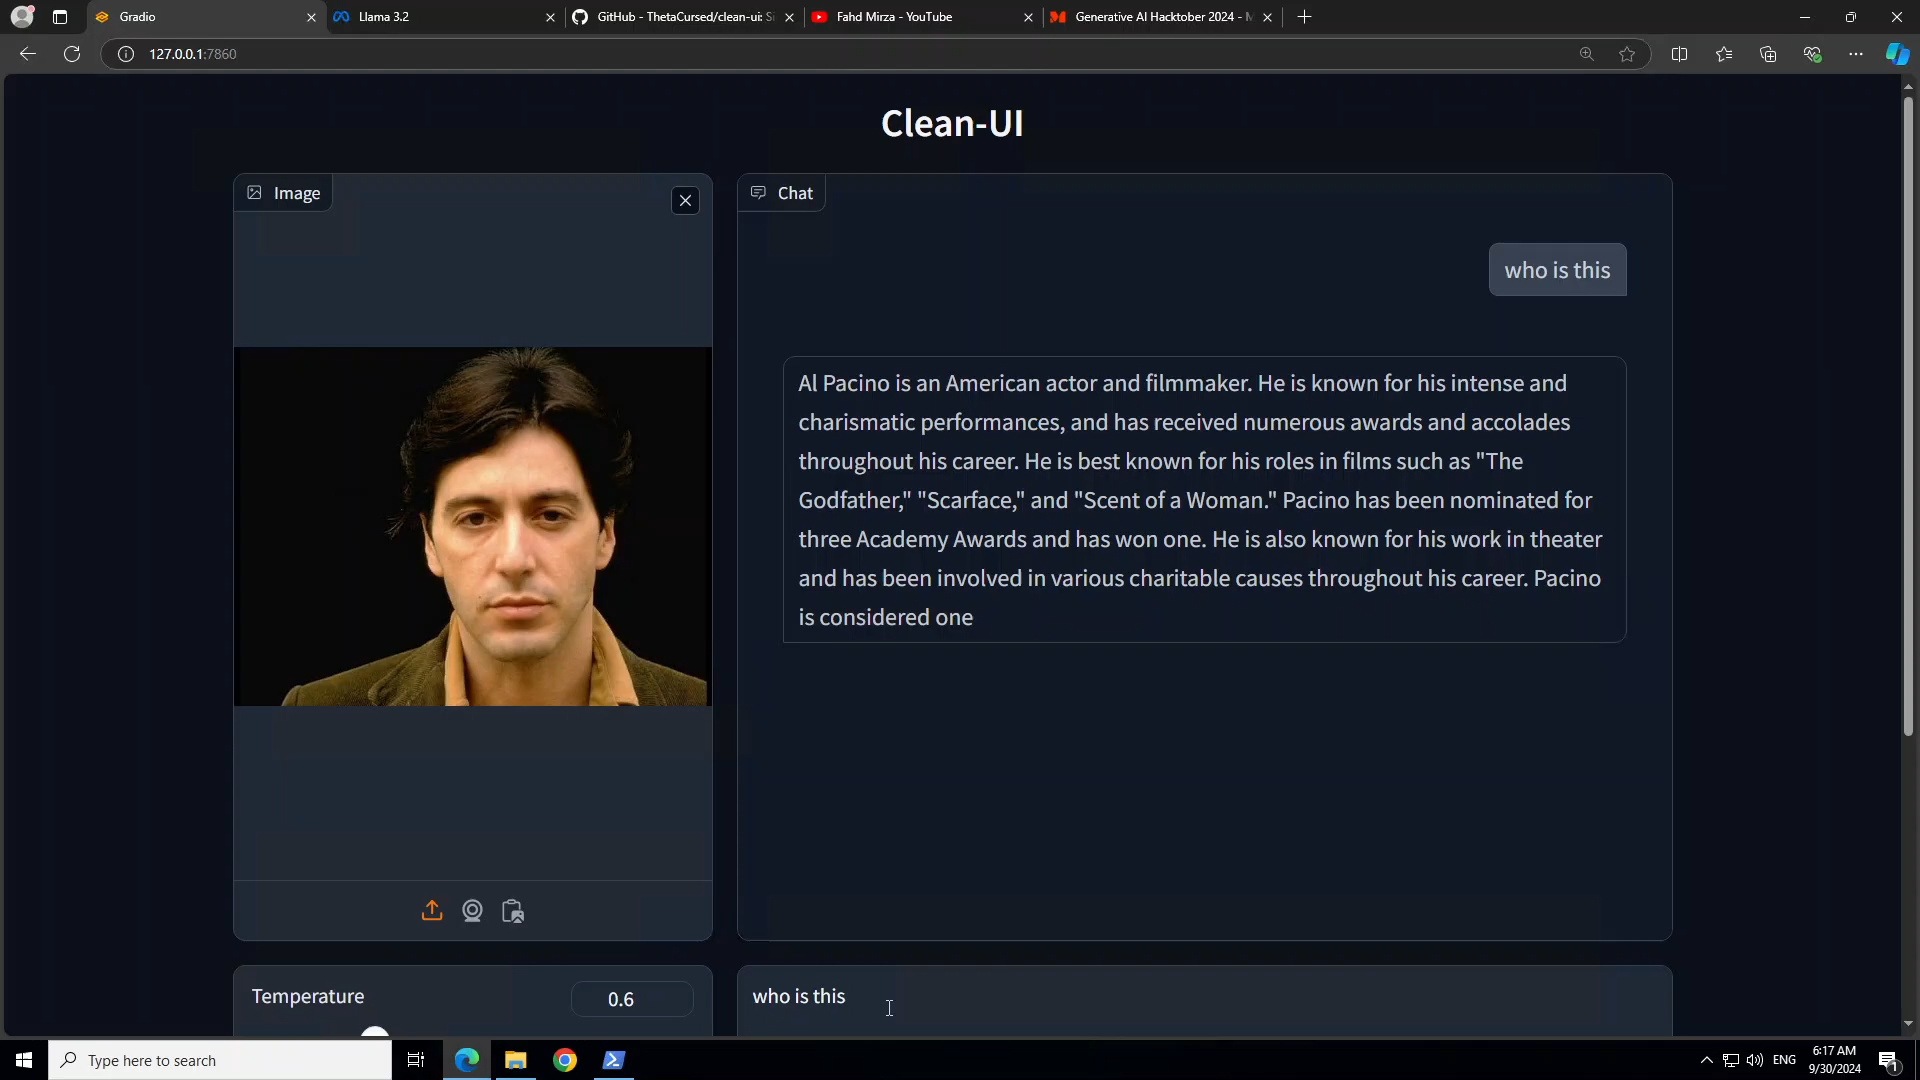 Gradio
Llama 3.2
GitHub - ThetaCursed/clean-ui: Si
Fahd Mirza - YouTube
Generative AI Hacktober 2024 - M
127.0.0.1:7860
Clean-UI
Image
Chat
who is this
Al Pacino is an American actor and filmmaker. He is known for his intense and
charismatic performances, and has received numerous awards and accolades
throughout his career. He is best known for his roles in films such as "The
Godfather," "Scarface," and "Scent of a Woman." Pacino has been nominated for
three Academy Awards and has won one. He is also known for his work in theater
and has been involved in various charitable causes throughout his career. Pacino
is considered one
Temperature
0.6
who is this
Type here to search
ENG
6:17 AM
9/30/2024
1